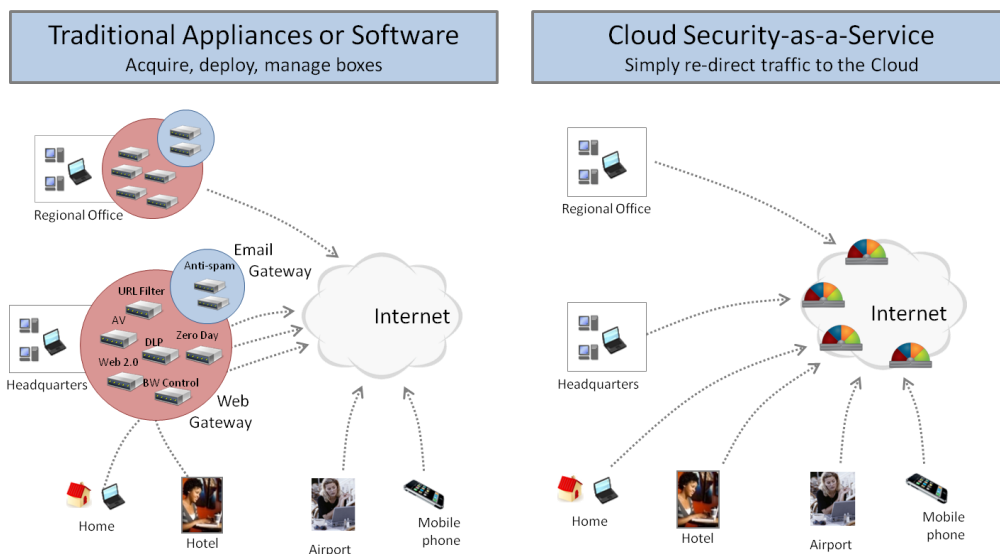 Traditional Appliances or Software
Acquire, deploy, manage boxes
Regional Office
Email
Gateway
Anti-spam
URL Filter
AV
DLP
Zero Day
Web 2.0
BW Control
Web
Gateway
Headquarters
Internet
Home
Hotel
Airport
Mobile
phone
Cloud Security-as-a-Service
Simply re-direct traffic to the Cloud
Regional Office
Headquarters
Internet
Home
Hotel
Airport
Mobile
phone